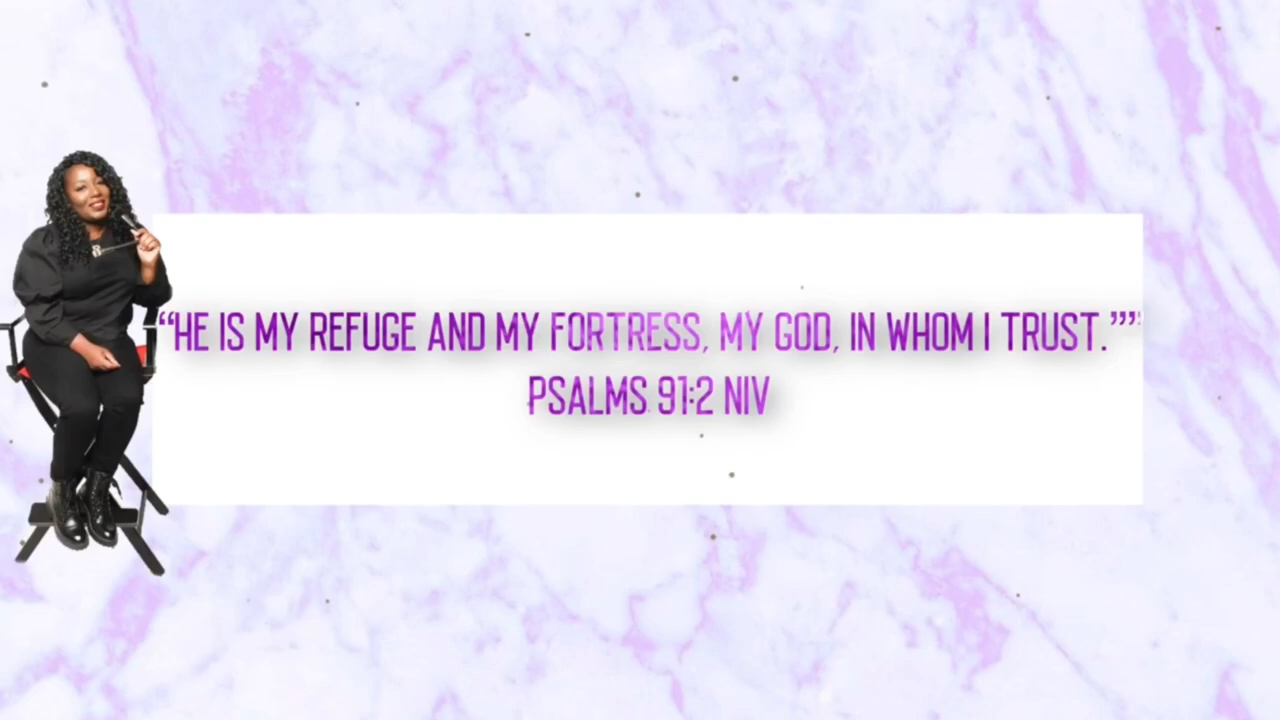 “HE IS MY REFUGE AND MY FORTRESS, MY GOD, IN WHOM I TRUST.””
PSALMS 91:2 NIV